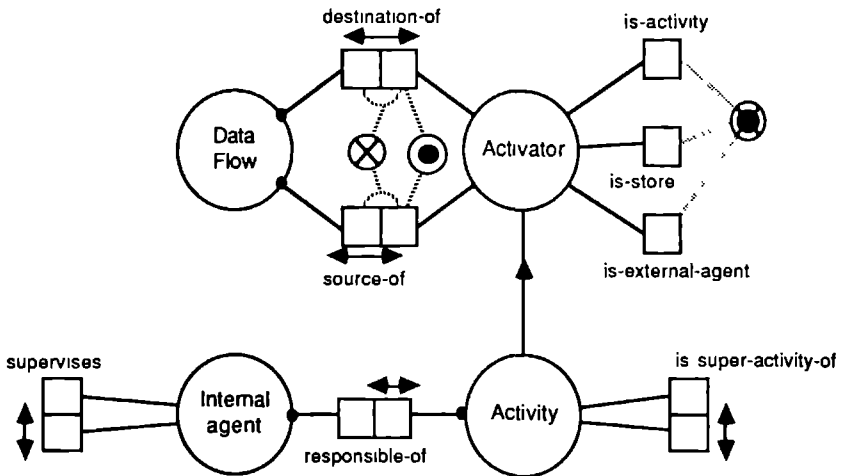 destination-of
is-activity
Data
Flow
Activator
is-store
source-of
is-external-agent
supervises
is super-activity-of
Internal
agent
Activity
responsible-of